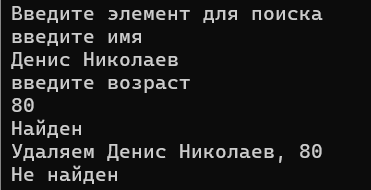 Введите элемент для поиска
введите имя
Денис Николаев
введите возраст
80
Найден
Удаляем Денис Николаев, 80
Не найден